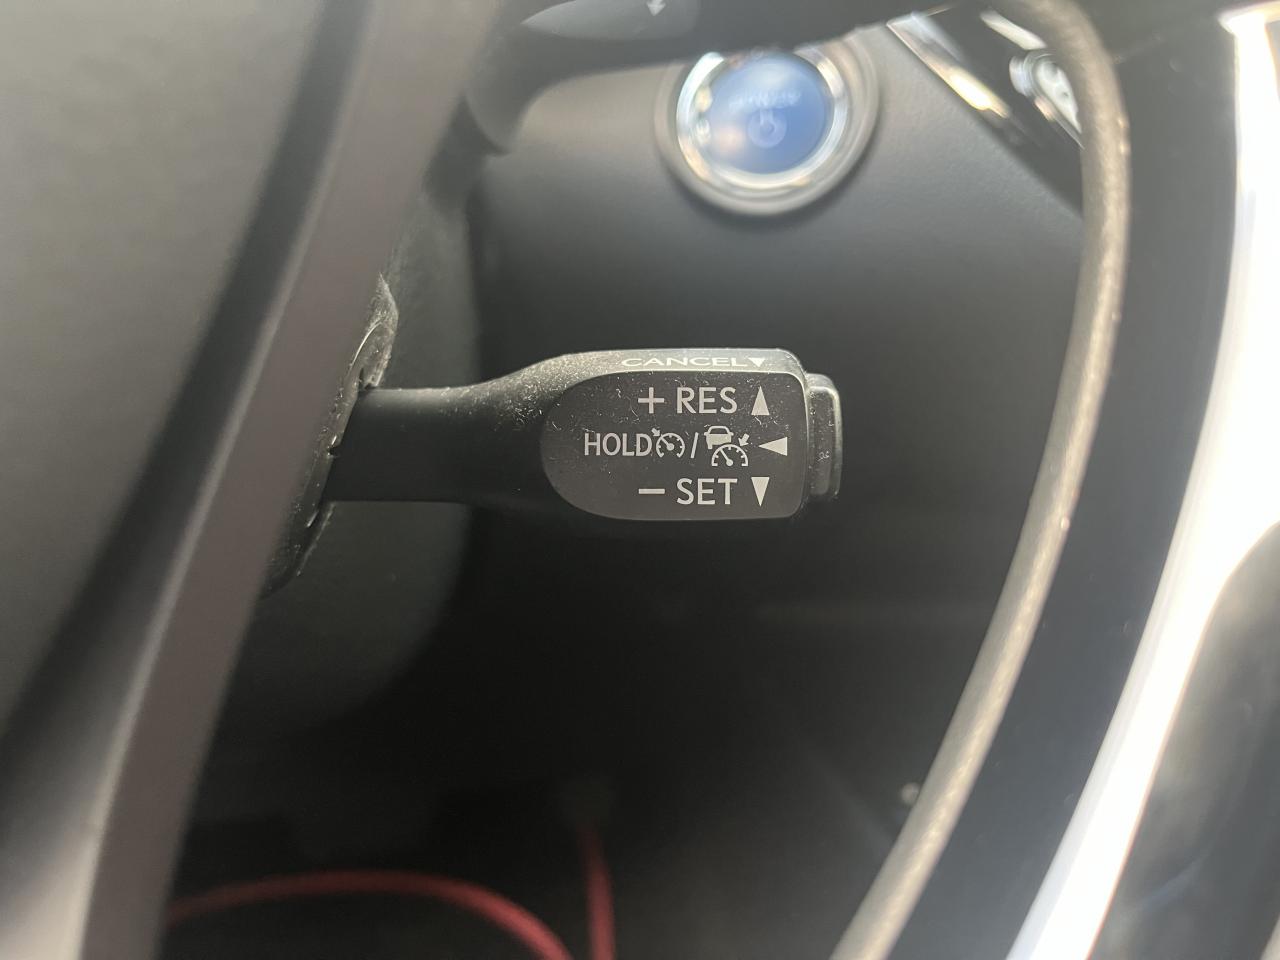 CANCEL▼
+ RES ▲
HOLD / ◀
− SET ▼